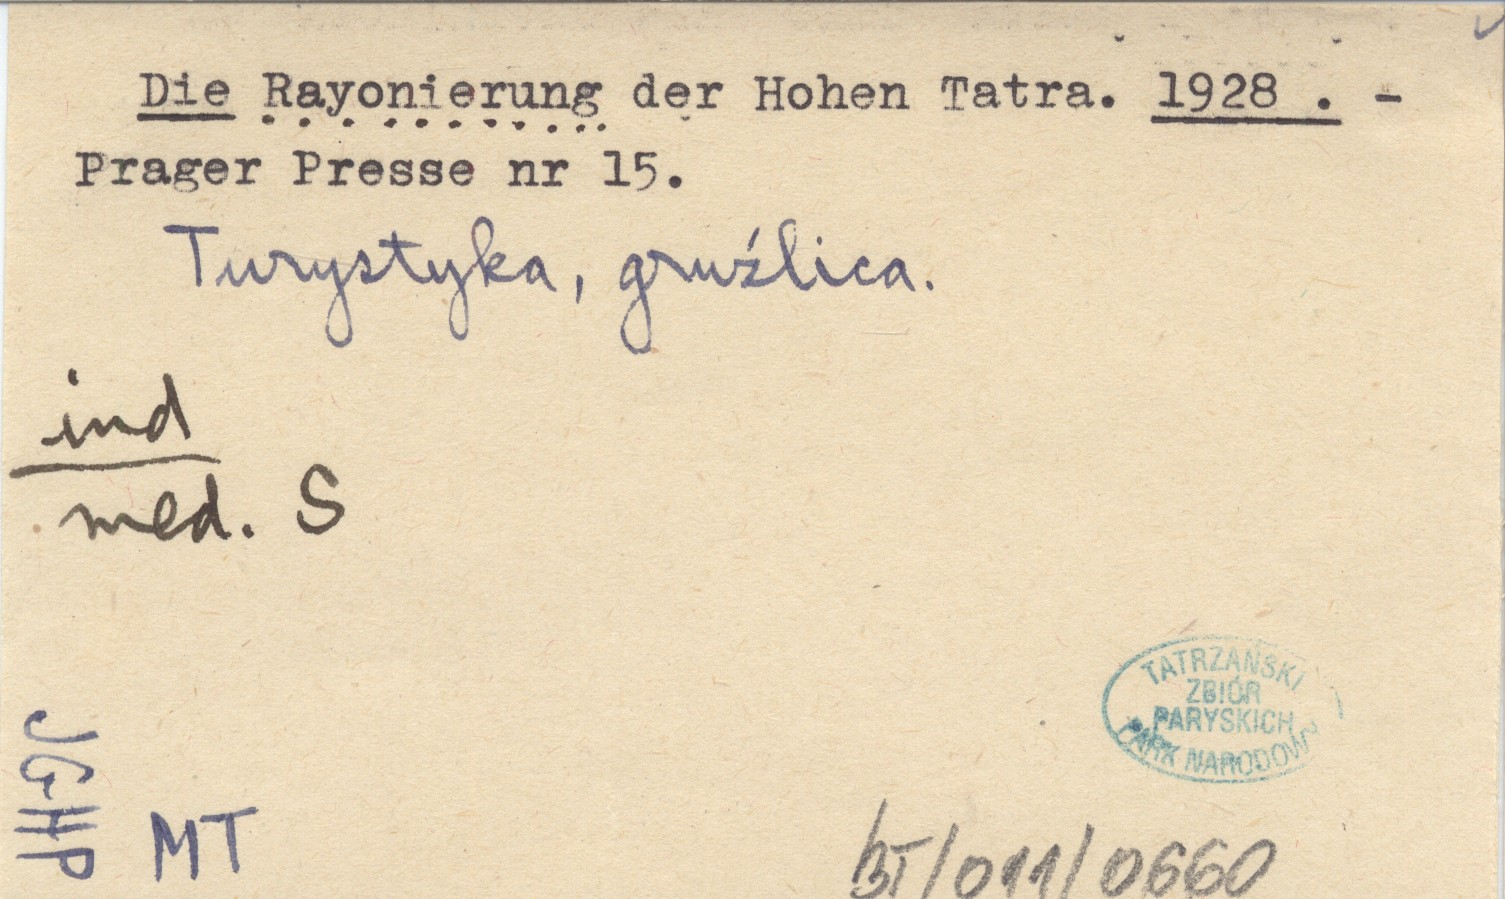 Die Rayonierung der Hohen Tatra. 1928 . -
Prager Presse nr 15.
Turystyka, gruźlica.
ind
med. S
TATRZAŃSKI
ZBIÓR
PARYSKICH
PARK NARODOWY
JGHP
MT
BT/011/0660